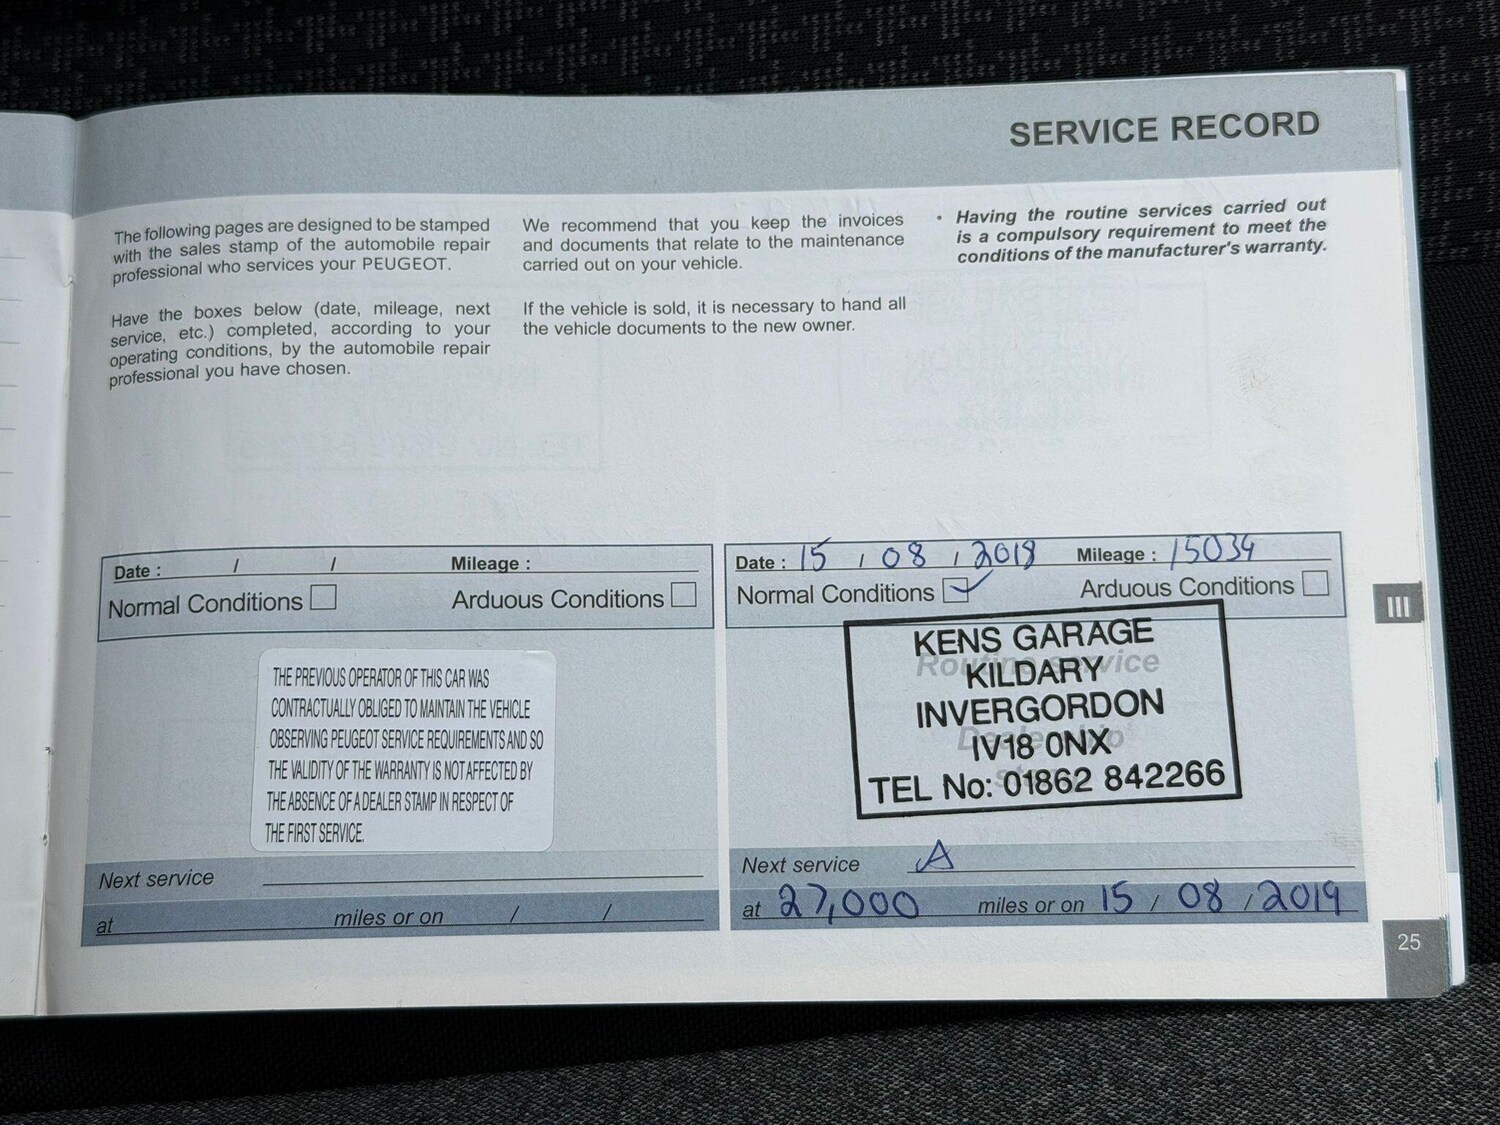 SERVICE RECORD
The following pages are designed to be stamped
with the sales stamp of the automobile repair
professional who services your PEUGEOT.
Have the boxes below (date, mileage, next
service, etc.) completed, according to your
operating conditions, by the automobile repair
professional you have chosen.
We recommend that you keep the invoices
and documents that relate to the maintenance
carried out on your vehicle.
If the vehicle is sold, it is necessary to hand all
the vehicle documents to the new owner.
• Having the routine services carried out
is a compulsory requirement to meet the
conditions of the manufacturer's warranty.
Date : / / Mileage :
Normal Conditions Arduous Conditions
THE PREVIOUS OPERATOR OF THIS CAR WAS
CONTRACTUALLY OBLIGED TO MAINTAIN THE VEHICLE
OBSERVING PEUGEOT SERVICE REQUIREMENTS AND SO
THE VALIDITY OF THE WARRANTY IS NOT AFFECTED BY
THE ABSENCE OF A DEALER STAMP IN RESPECT OF
THE FIRST SERVICE.
Next service
at miles or on / /
Date : 15 / 08 / 2018 Mileage : 15034
Normal Conditions Arduous Conditions
Routine service
Dealership
KENS GARAGE
KILDARY
INVERGORDON
IV18 0NX
TEL No: 01862 842266
Next service A
at 27,000 miles or on 15 / 08 / 2019
III
25